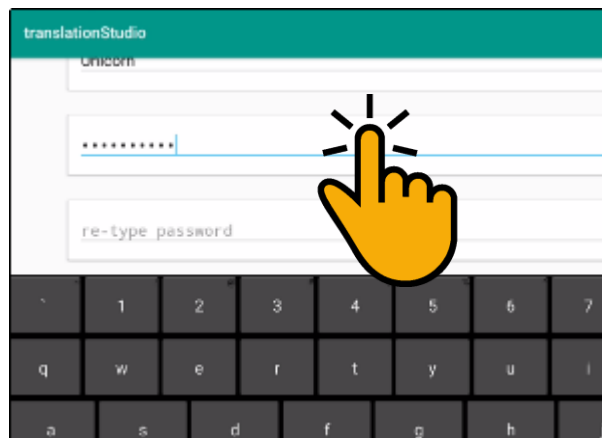 translationStudio
Unicorn
••••••••••
re-type password
` 1 2 3 4 5 6 7
q w e r t y u i
a s d f g h